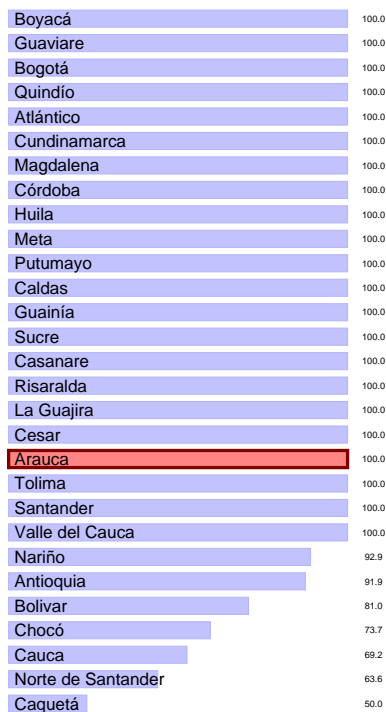 Boyacá 100.0
Guaviare 100.0
Bogotá 100.0
Quindío 100.0
Atlántico 100.0
Cundinamarca 100.0
Magdalena 100.0
Córdoba 100.0
Huila 100.0
Meta 100.0
Putumayo 100.0
Caldas 100.0
Guainía 100.0
Sucre 100.0
Casanare 100.0
Risaralda 100.0
La Guajira 100.0
Cesar 100.0
Arauca 100.0
Tolima 100.0
Santander 100.0
Valle del Cauca 100.0
Nariño 92.9
Antioquia 91.9
Bolivar 81.0
Chocó 73.7
Cauca 69.2
Norte de Santander 63.6
Caquetá 50.0